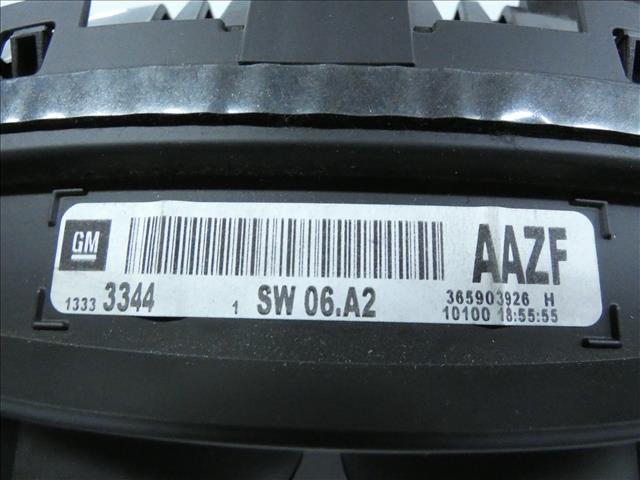 GM
AAZF
1333 3344 1 SW 06.A2
365903926 H
10100 18:55:55